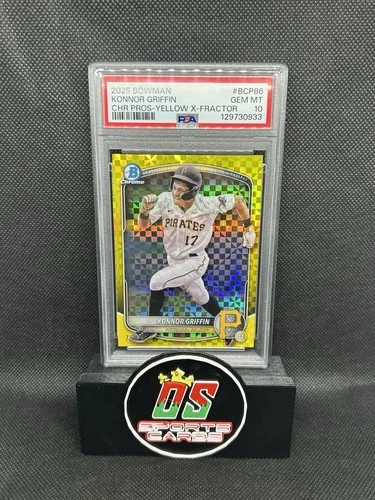 2025 BOWMAN #BCP86
KONNOR GRIFFIN GEM MT
CHR PROS-YELLOW X-FRACTOR 10
PSA 129730933
Chrome
PIRATES
17
KONNOR GRIFFIN
P
OS
SPORTS
CARDS